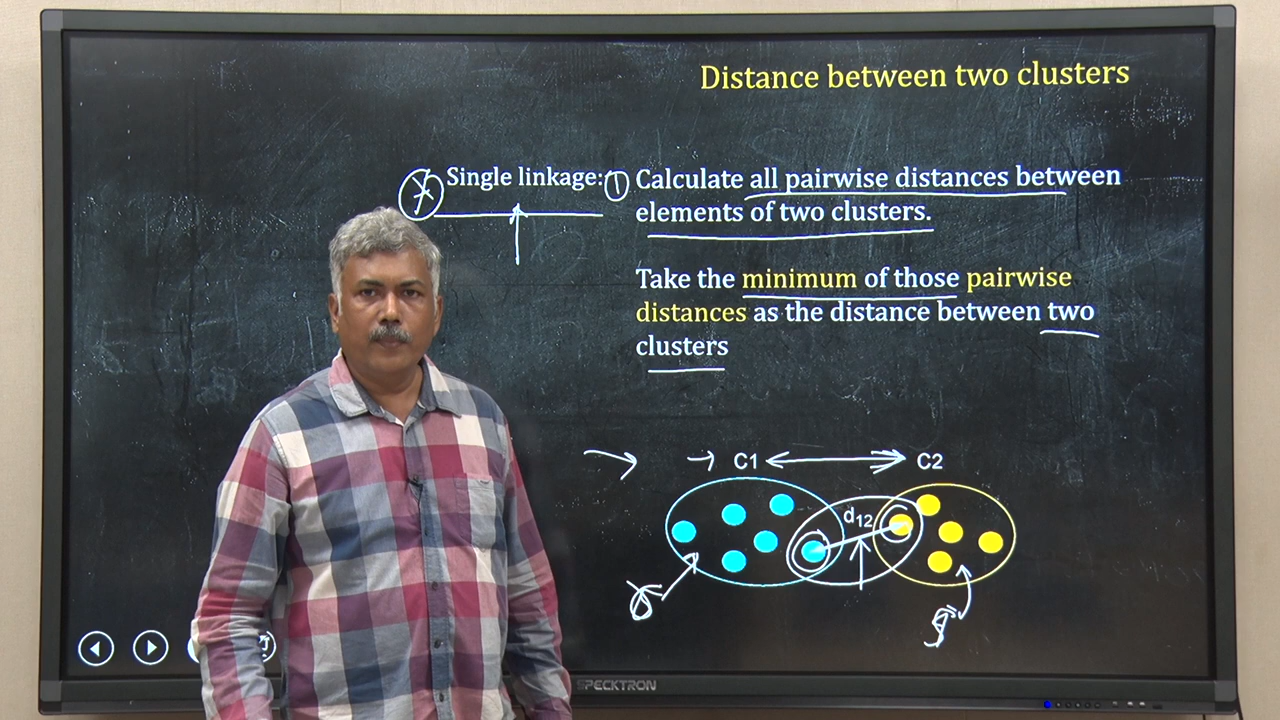 Distance between two clusters
Single linkage: 1 Calculate all pairwise distances between
elements of two clusters.
Take the minimum of those pairwise
distances as the distance between two
clusters
C1 C2
d12
SPECKTRON